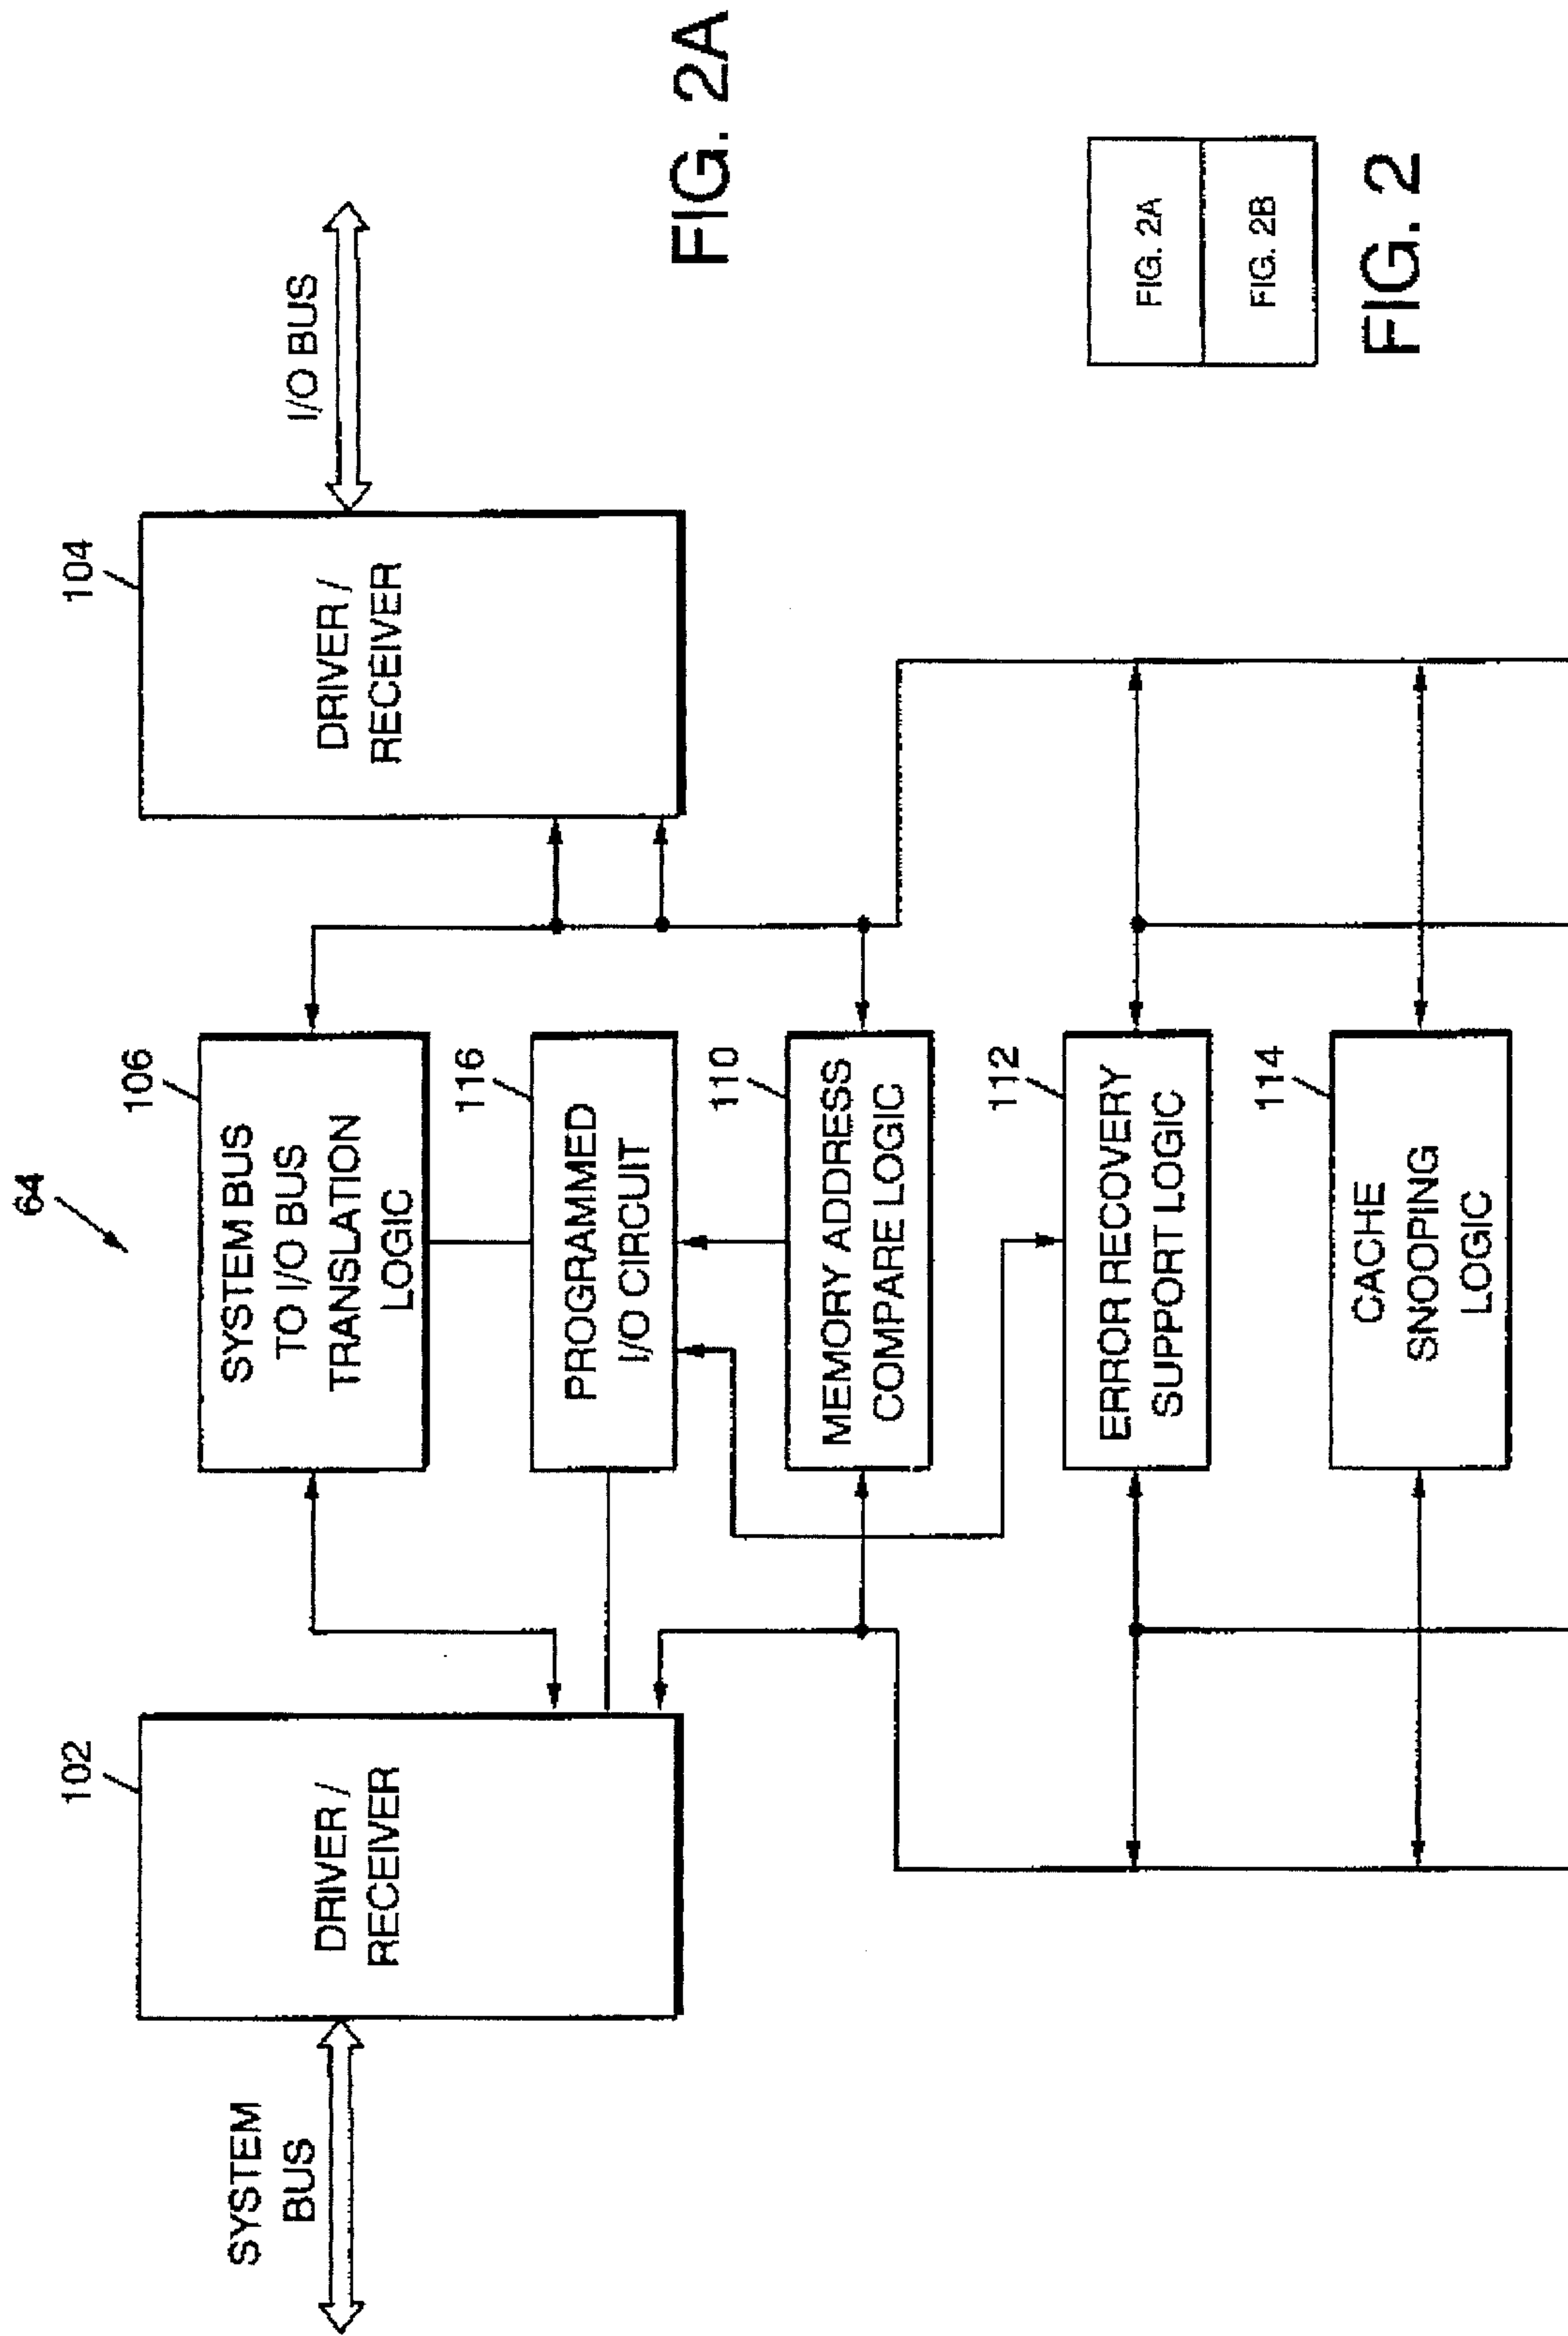 64
102
DRIVER /
RECEIVER
SYSTEM
BUS
106
SYSTEM BUS
TO I/O BUS
TRANSLATION
LOGIC
116
PROGRAMMED
I/O CIRCUIT
110
MEMORY ADDRESS
COMPARE LOGIC
112
ERROR RECOVERY
SUPPORT LOGIC
114
CACHE
SNOOPING
LOGIC
104
DRIVER /
RECEIVER
I/O BUS
FIG. 2A
FIG. 2A
FIG. 2B
FIG. 2